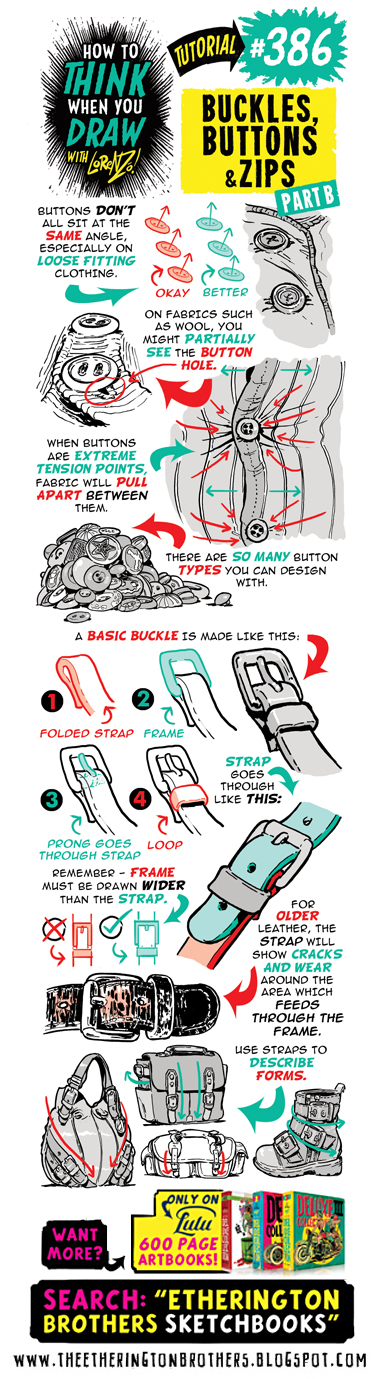 HOW TO
THINK
WHEN YOU
DRAW
WITH LORENZO!
TUTORIAL
#386
BUCKLES,
BUTTONS
& ZIPS
PART B
BUTTONS DON'T
ALL SIT AT THE
SAME ANGLE,
ESPECIALLY ON
LOOSE FITTING
CLOTHING.
OKAY
BETTER
ON FABRICS SUCH
AS WOOL, YOU
MIGHT PARTIALLY
SEE THE BUTTON
HOLE.
WHEN BUTTONS
ARE EXTREME
TENSION POINTS,
FABRIC WILL PULL
APART BETWEEN
THEM.
THERE ARE SO MANY BUTTON
TYPES YOU CAN DESIGN
WITH.
A BASIC BUCKLE IS MADE LIKE THIS:
1
FOLDED STRAP
2
FRAME
3
PRONG GOES
THROUGH STRAP
4
LOOP
STRAP
GOES
THROUGH
LIKE THIS:
REMEMBER - FRAME
MUST BE DRAWN WIDER
THAN THE STRAP.
FOR
OLDER
LEATHER, THE
STRAP WILL
SHOW CRACKS
AND WEAR
AROUND THE
AREA WHICH
FEEDS
THROUGH THE
FRAME.
USE STRAPS TO
DESCRIBE
FORMS.
WANT
MORE?
ONLY ON
Lulu
600 PAGE
ARTBOOKS!
DELUXE
SEARCH: "ETHERINGTON
BROTHERS SKETCHBOOKS"
WWW.THEETHERINGTONBROTHERS.BLOGSPOT.COM